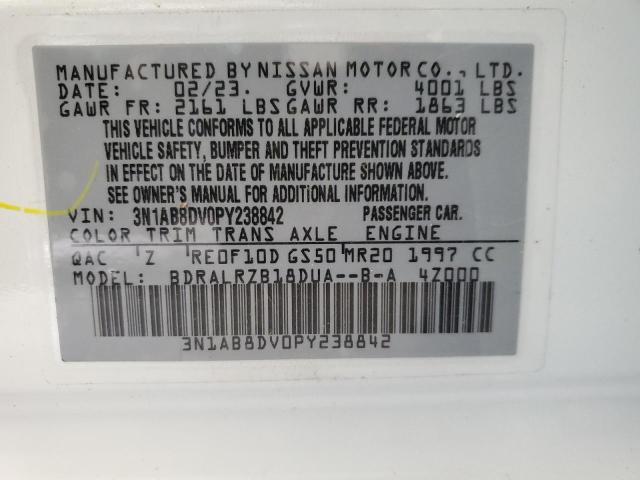 MANUFACTURED BY NISSAN MOTOR CO., LTD.
DATE: 02/23. GVWR: 4001 LBS
GAWR FR: 2161 LBS GAWR RR: 1863 LBS
THIS VEHICLE CONFORMS TO ALL APPLICABLE FEDERAL MOTOR
VEHICLE SAFETY, BUMPER AND THEFT PREVENTION STANDARDS
IN EFFECT ON THE DATE OF MANUFACTURE SHOWN ABOVE.
SEE OWNER'S MANUAL FOR ADDITIONAL INFORMATION.
VIN: 3N1AB8DV0PY238842 PASSENGER CAR.
COLOR TRIM TRANS AXLE ENGINE
QAC Z RE0F10D GS50 MR20 1997 CC
MODEL: BDRALRZB18DUA--B-A 4Z000
3N1AB8DV0PY238842